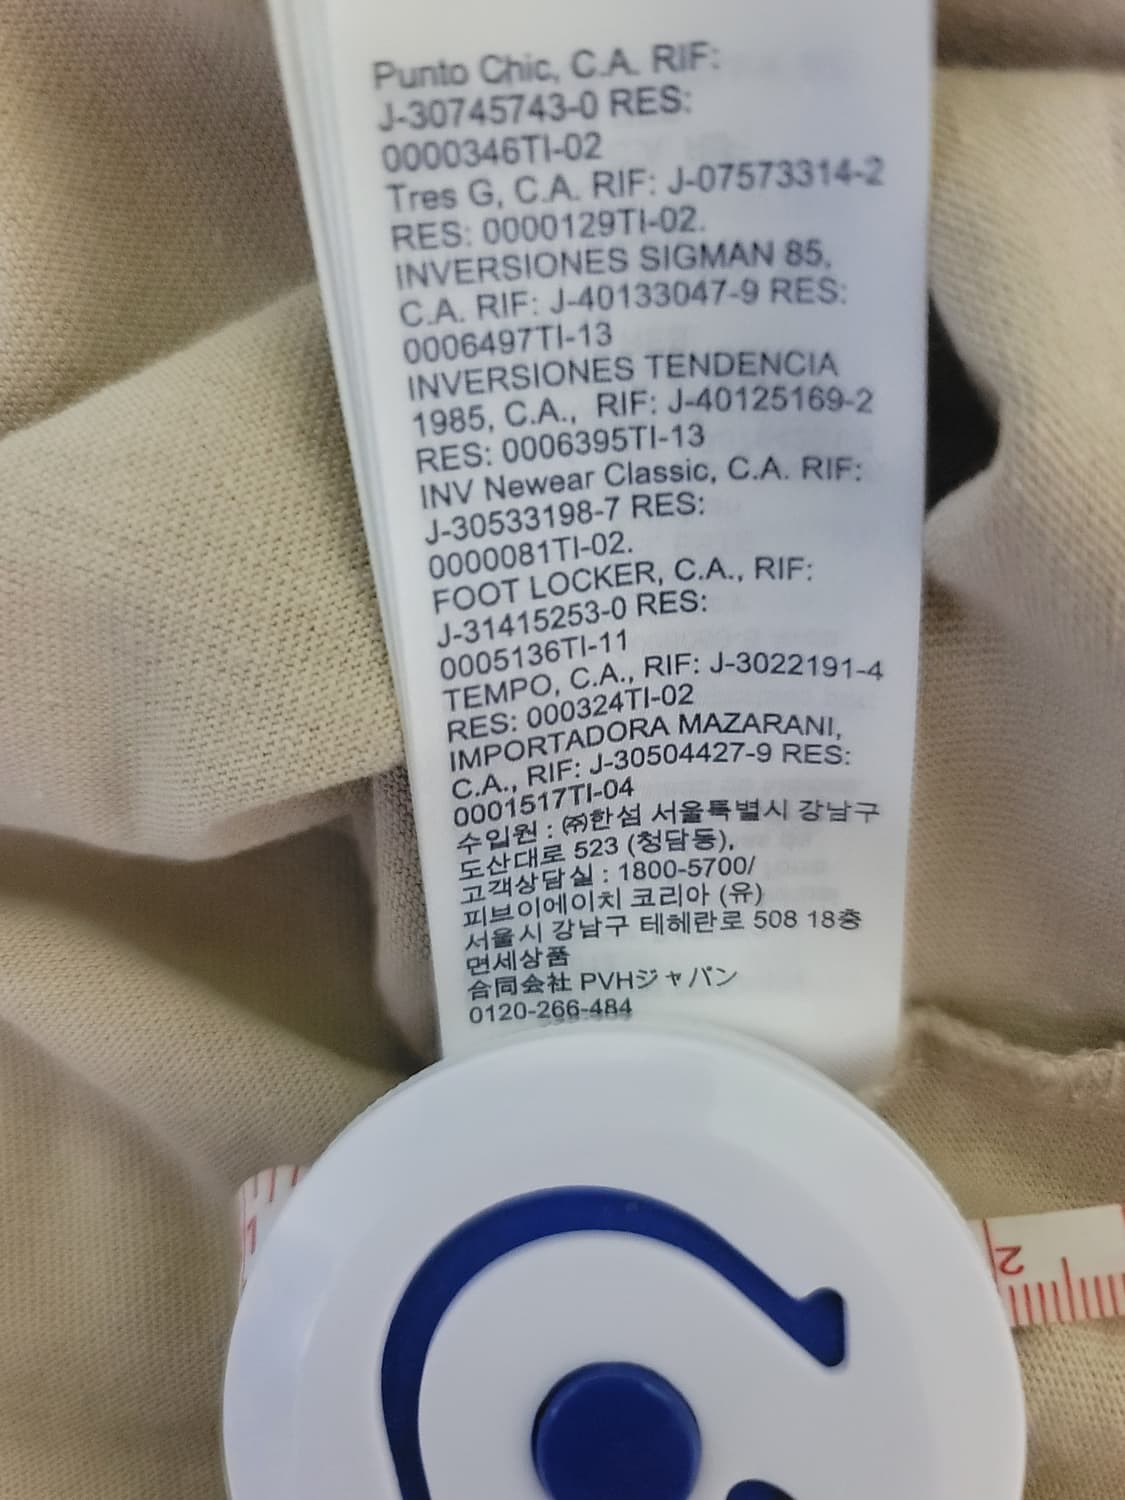 Punto Chic, C.A. RIF:
J-30745743-0 RES:
0000346TI-02
Tres G, C.A. RIF: J-07573314-2
RES: 0000129TI-02.
INVERSIONES SIGMAN 85,
C.A. RIF: J-40133047-9 RES:
0006497TI-13
INVERSIONES TENDENCIA
1985, C.A., RIF: J-40125169-2
RES: 0006395TI-13
INV Newear Classic, C.A. RIF:
J-30533198-7 RES:
0000081TI-02.
FOOT LOCKER, C.A., RIF:
J-31415253-0 RES:
0005136TI-11
TEMPO, C.A., RIF: J-3022191-4
RES: 000324TI-02
IMPORTADORA MAZARANI,
C.A., RIF: J-30504427-9 RES:
0001517TI-04
수입원 : ㈜한섬 서울특별시 강남구
도산대로 523 (청담동),
고객상담실 : 1800-5700/
피브이에이치 코리아 (유)
서울시 강남구 테헤란로 508 18층
면세상품
合同会社 PVHジャパン
0120-266-484
2